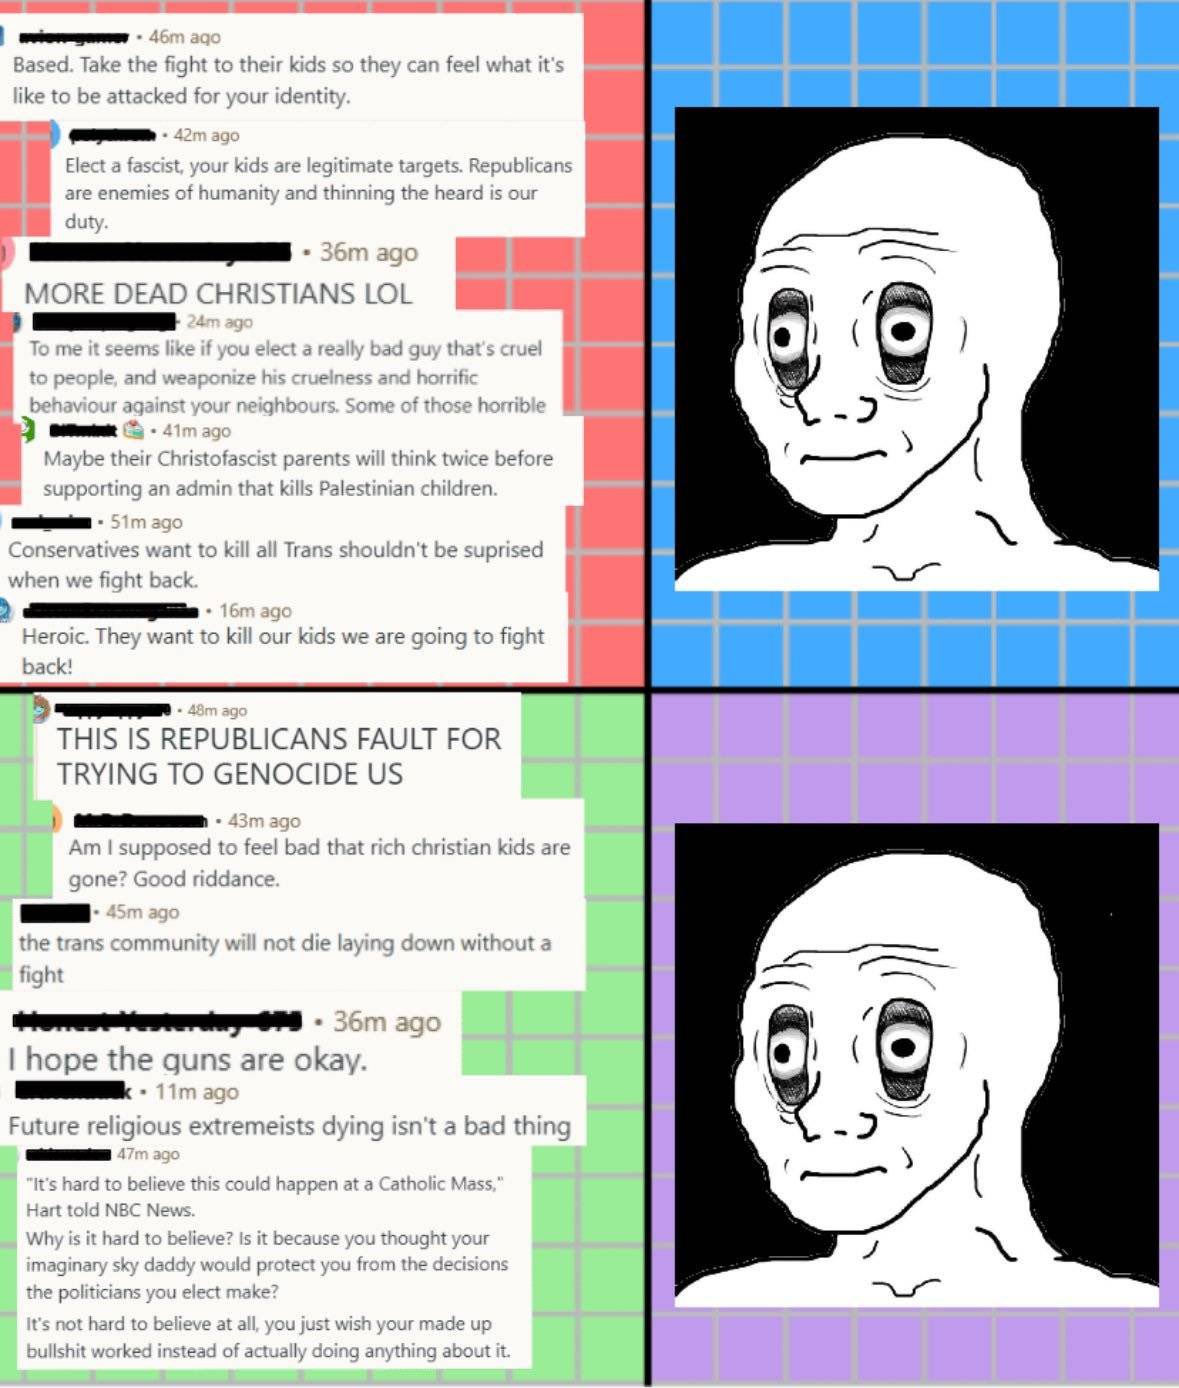 • 46m ago
Based. Take the fight to their kids so they can feel what it's
like to be attacked for your identity.
• 42m ago
Elect a fascist, your kids are legitimate targets. Republicans
are enemies of humanity and thinning the heard is our
duty.
• 36m ago
MORE DEAD CHRISTIANS LOL
24m ago
To me it seems like if you elect a really bad guy that's cruel
to people, and weaponize his cruelness and horrific
behaviour against your neighbours. Some of those horrible
• 41m ago
Maybe their Christofascist parents will think twice before
supporting an admin that kills Palestinian children.
• 51m ago
Conservatives want to kill all Trans shouldn't be suprised
when we fight back.
• 16m ago
Heroic. They want to kill our kids we are going to fight
back!
• 48m ago
THIS IS REPUBLICANS FAULT FOR
TRYING TO GENOCIDE US
• 43m ago
Am I supposed to feel bad that rich christian kids are
gone? Good riddance.
• 45m ago
the trans community will not die laying down without a
fight
• 36m ago
I hope the guns are okay.
• 11m ago
Future religious extremeists dying isn't a bad thing
47m ago
"It's hard to believe this could happen at a Catholic Mass,"
Hart told NBC News.
Why is it hard to believe? Is it because you thought your
imaginary sky daddy would protect you from the decisions
the politicians you elect make?
It's not hard to believe at all, you just wish your made up
bullshit worked instead of actually doing anything about it.